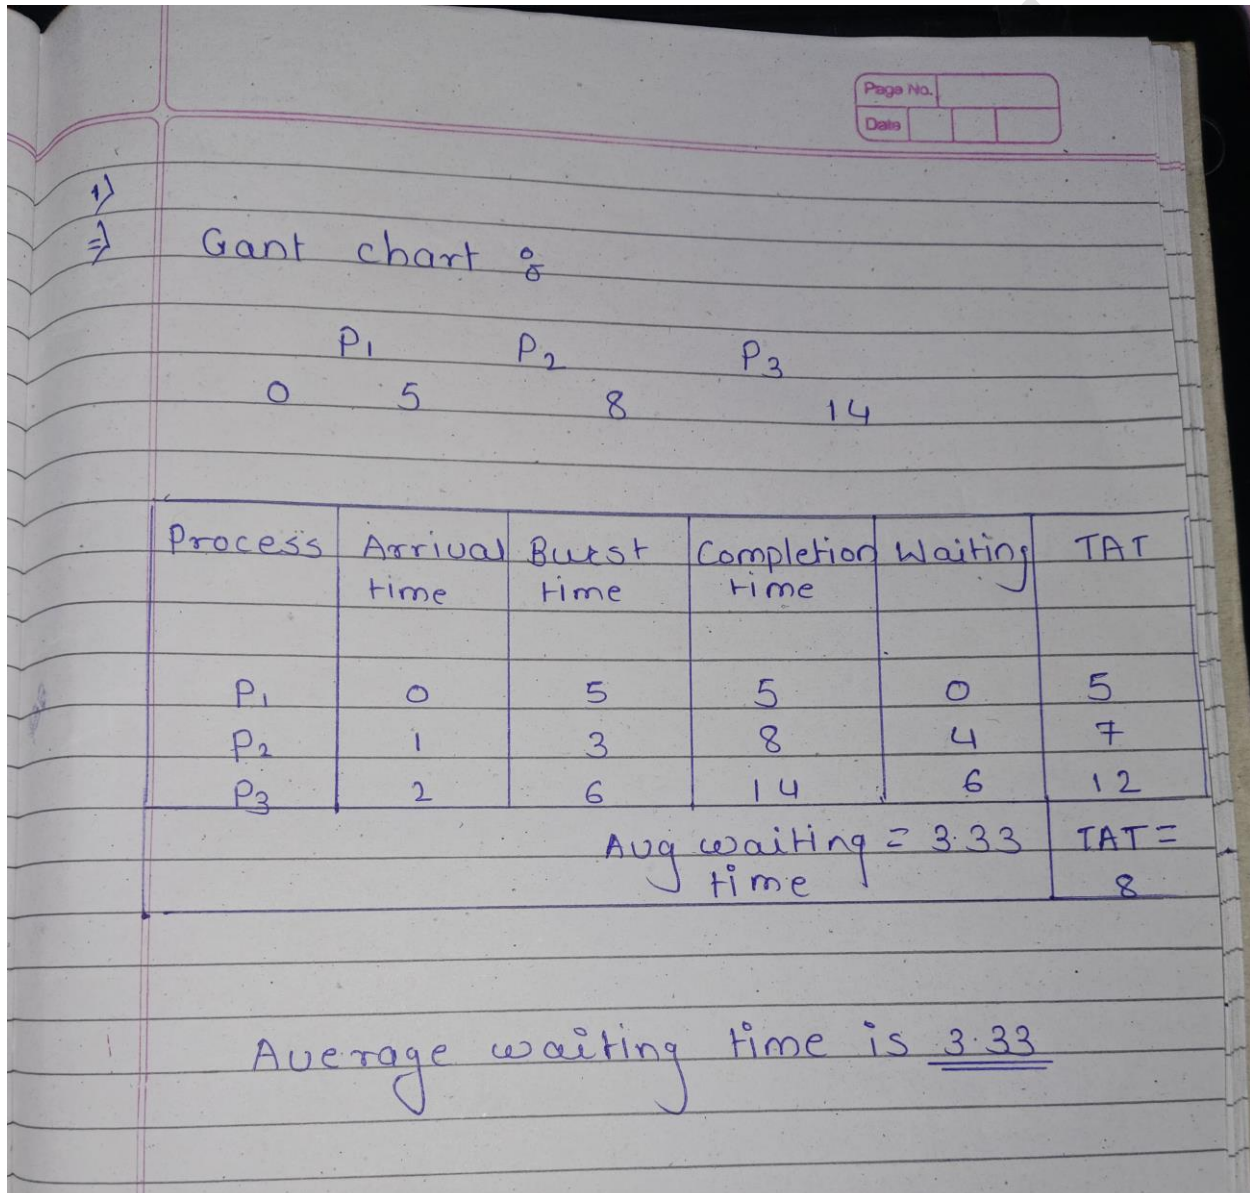 Page No.
Date
1)
=) Gant chart :
P1 P2 P3
0 5 8 14
Process Arrival time Burst time Completion time Waiting TAT
P1 0 5 5 0 5
P2 1 3 8 4 7
P3 2 6 14 6 12
Avg waiting time = 3.33 TAT = 8
Average waiting time is 3.33